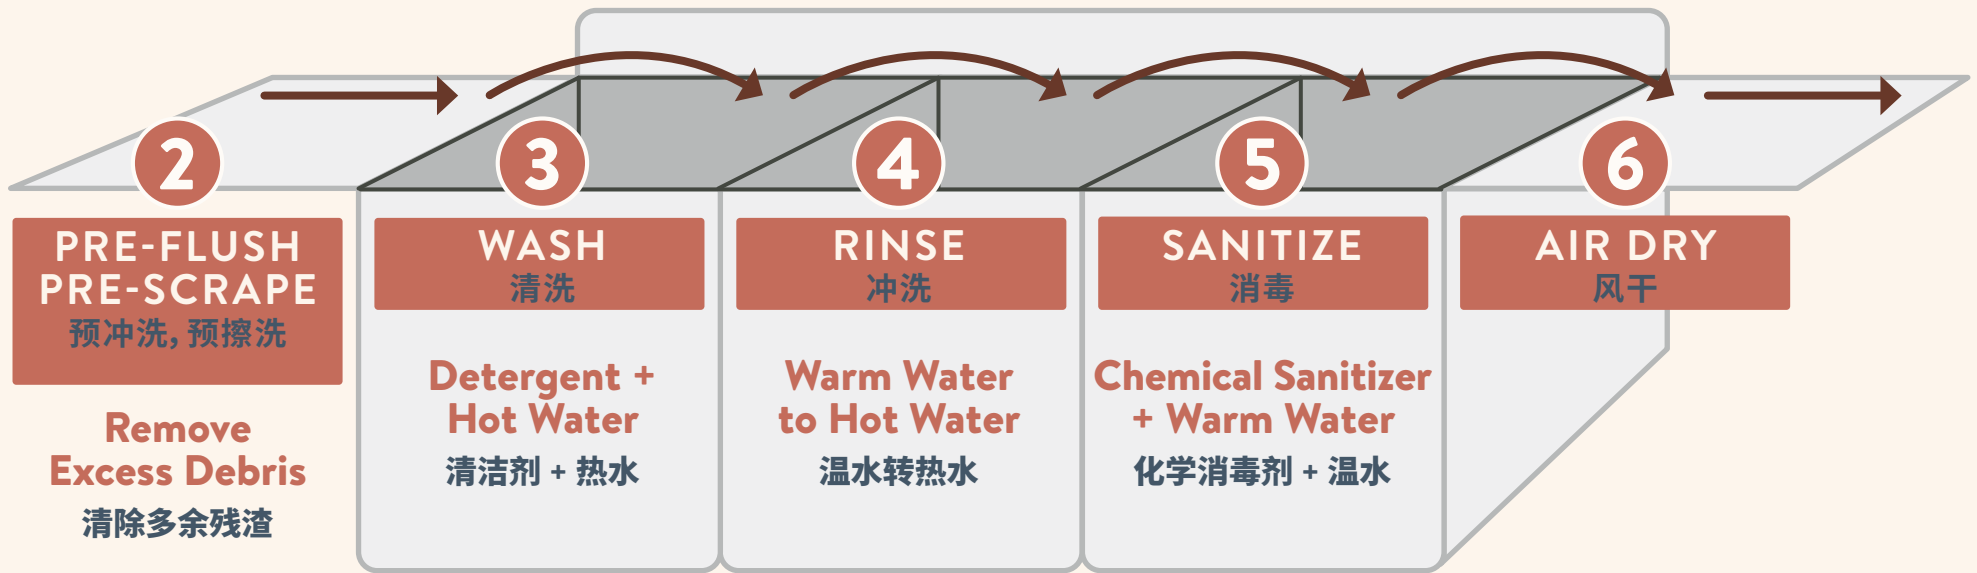 2
PRE-FLUSH
PRE-SCRAPE
预冲洗，预擦洗
Remove
Excess Debris
清除多余残渣
3
WASH
清洗
Detergent +
Hot Water
清洁剂 + 热水
4
RINSE
冲洗
Warm Water
to Hot Water
温水转热水
5
SANITIZE
消毒
Chemical Sanitizer
+ Warm Water
化学消毒剂 + 温水
6
AIR DRY
风干